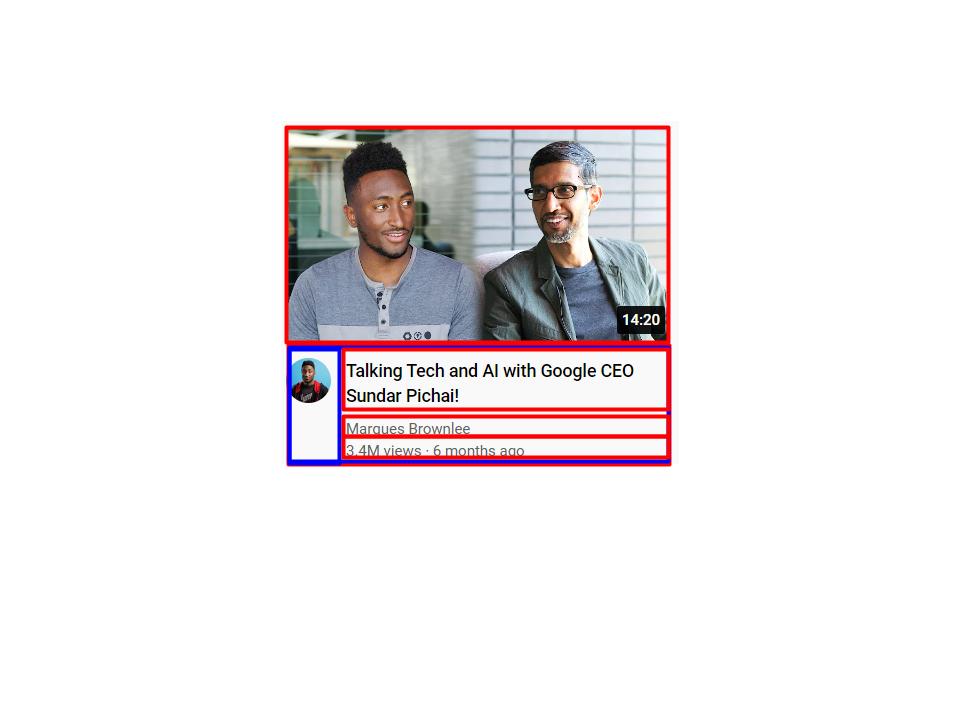 14:20
Talking Tech and AI with Google CEO
Sundar Pichai!
Marques Brownlee
3.4M views · 6 months ago